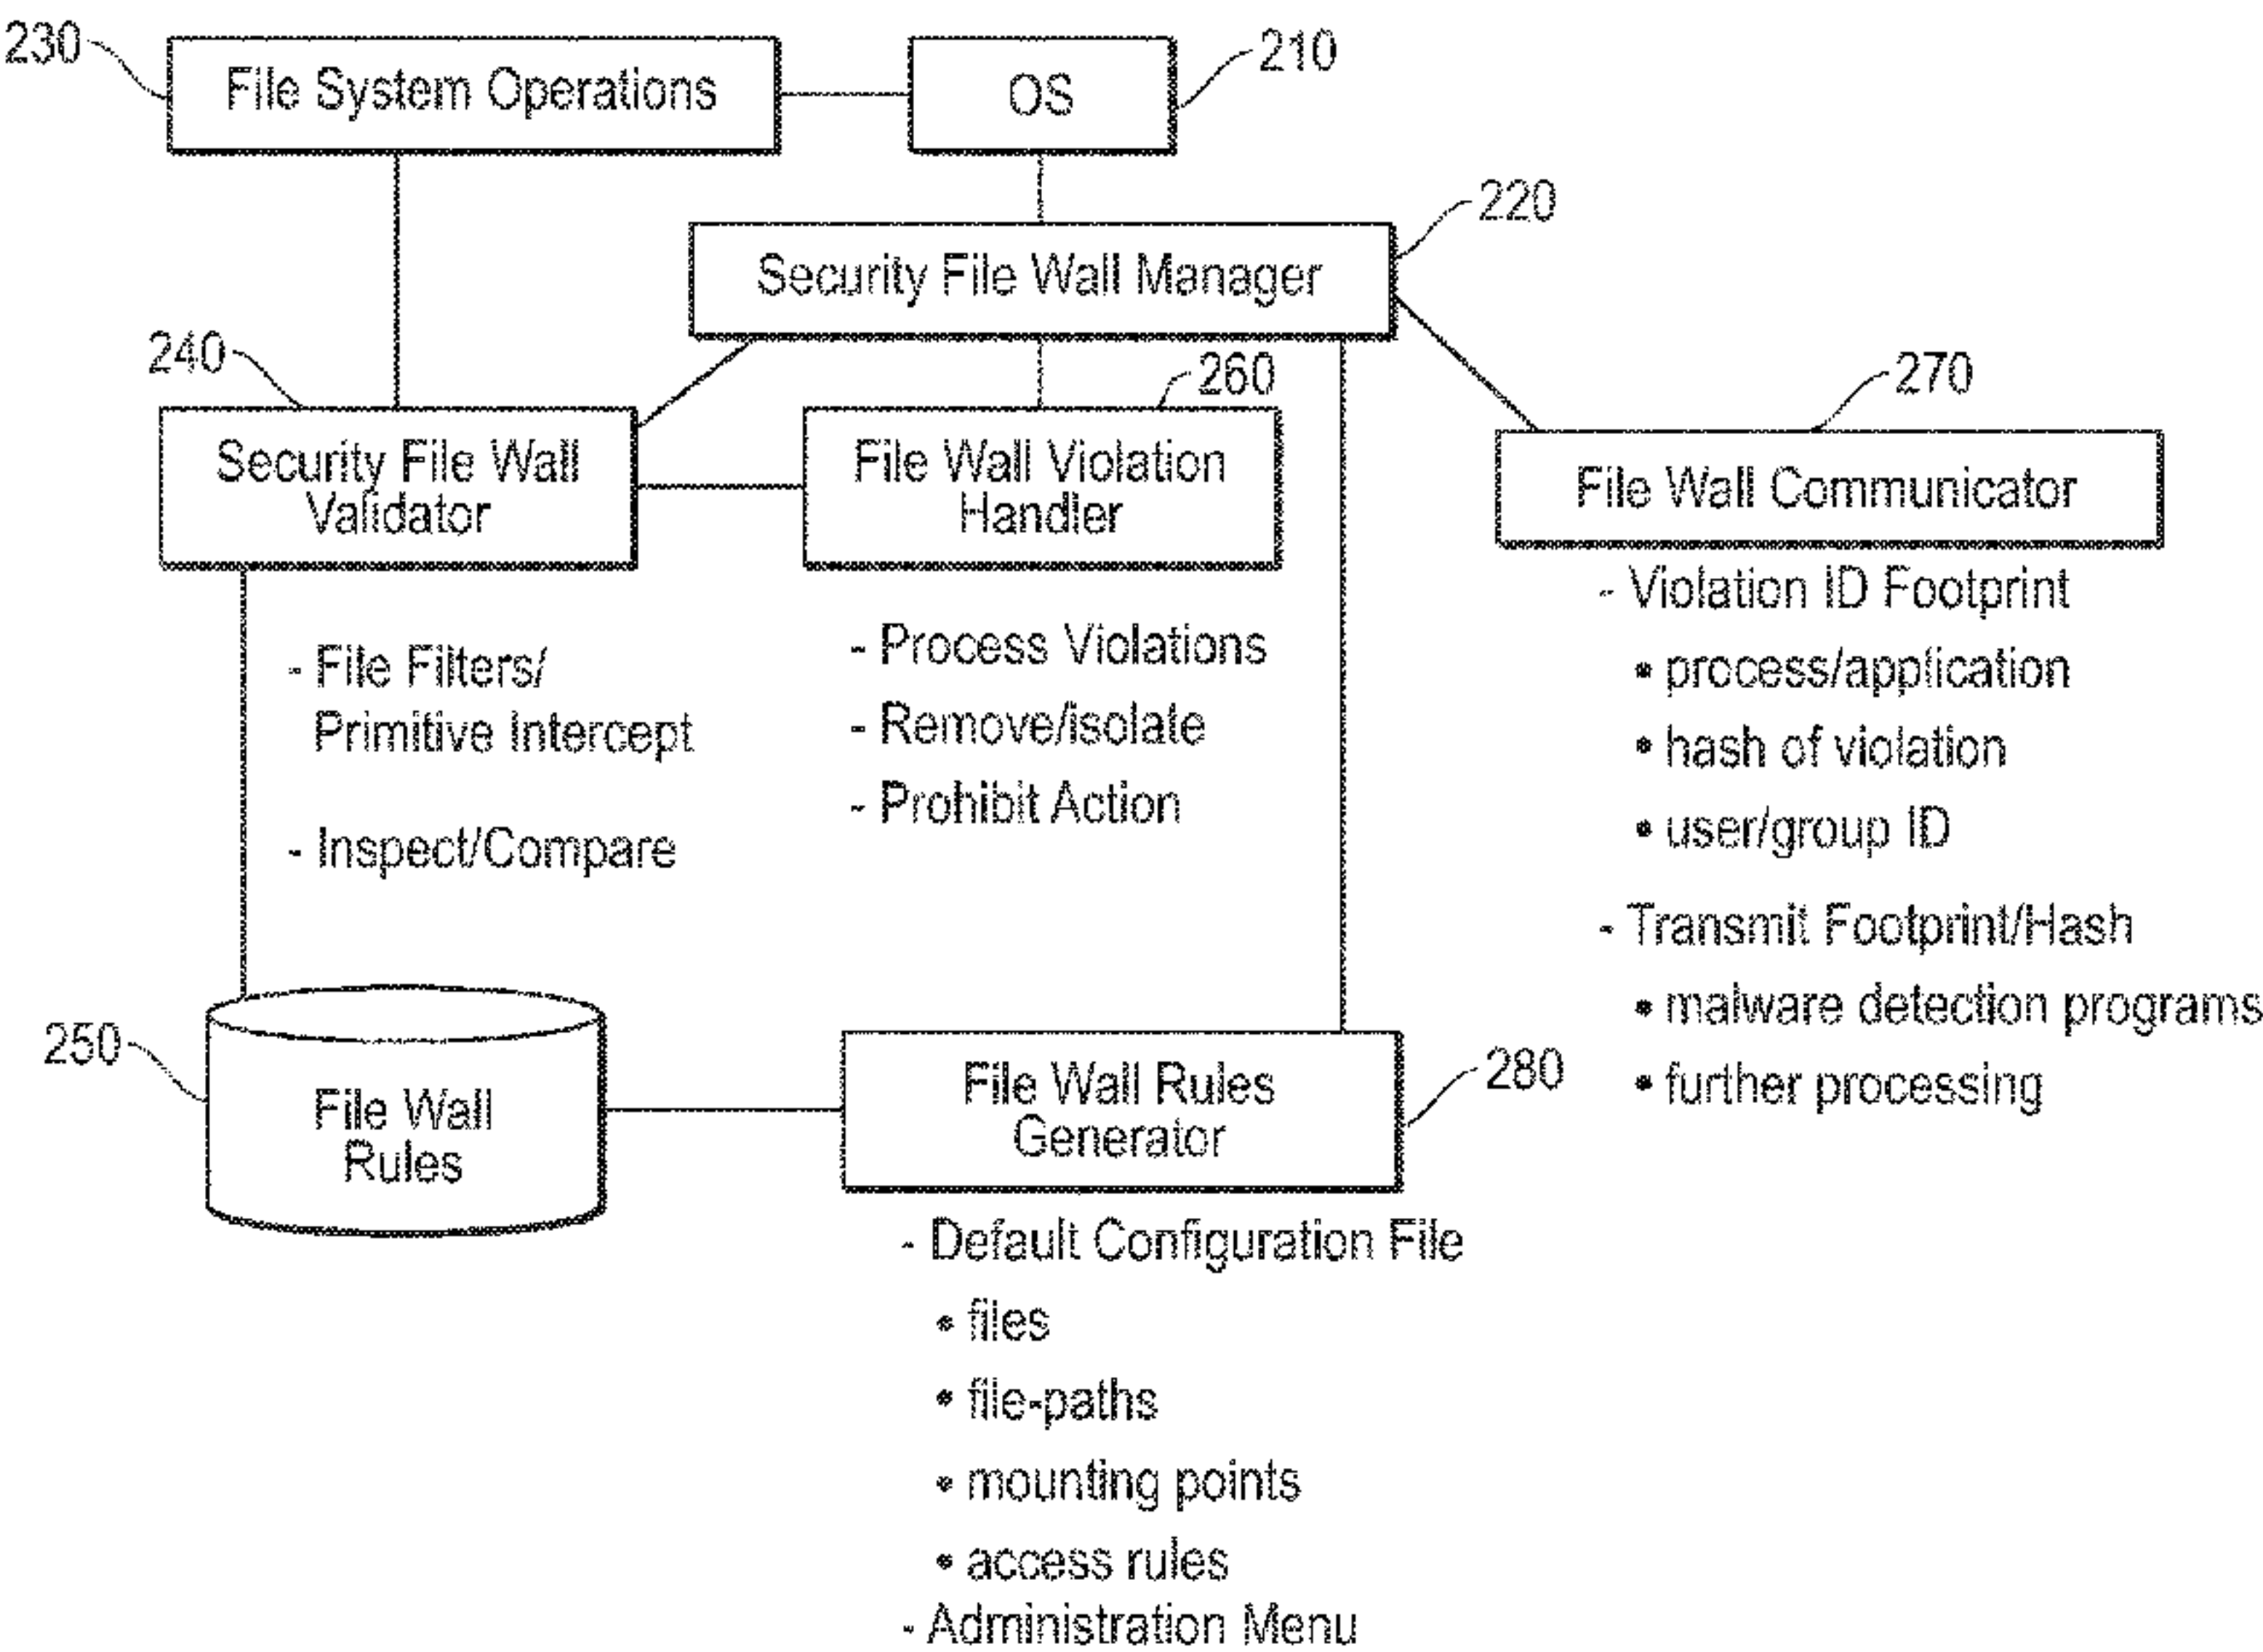 230
File System Operations
OS
210
220
Security File Wall Manager
240
260
270
Security File Wall
Validator
File Wall Violation
Handler
File Wall Communicator
- File Filters/
Primitive Intercept
- Inspect/Compare
- Process Violations
- Remove/isolate
- Prohibit Action
- Violation ID Footprint
• process/application
• hash of violation
• user/group ID
- Transmit Footprint/Hash
• malware detection programs
• further processing
250
File Wall
Rules
File Wall Rules
Generator
280
- Default Configuration File
• files
• file-paths
• mounting points
• access rules
- Administration Menu